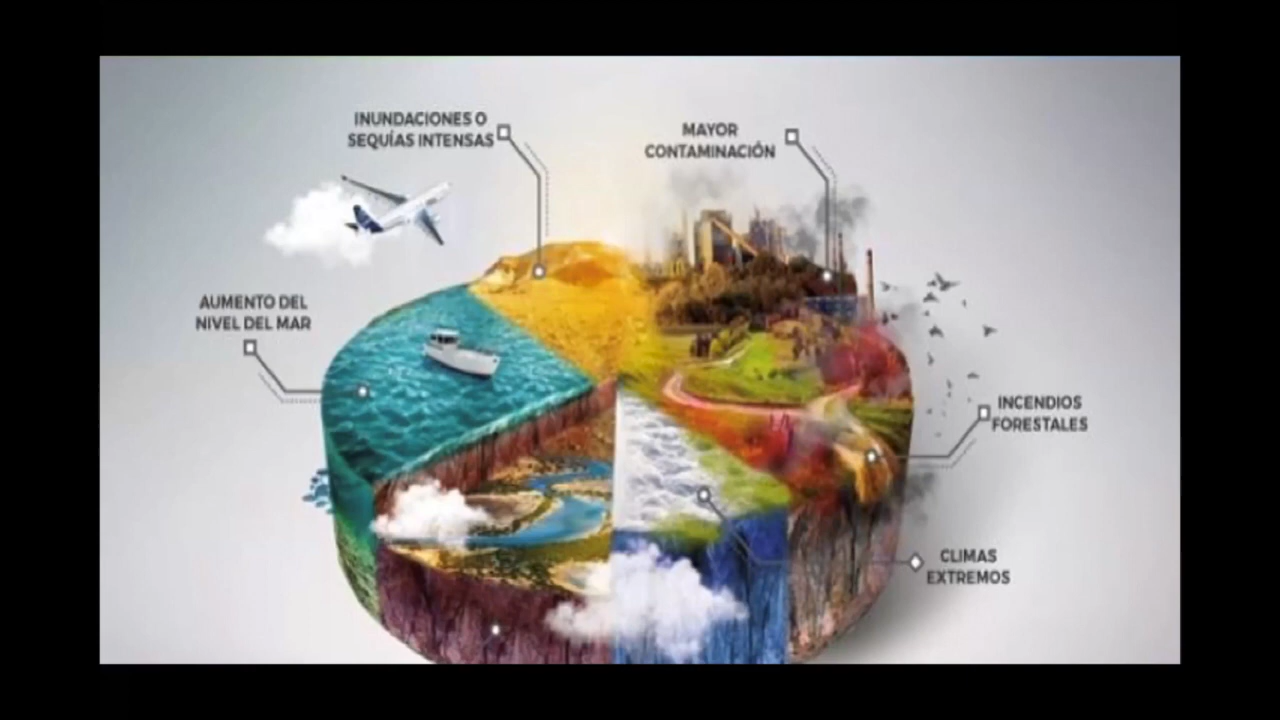 INUNDACIONES O
SEQUÍAS INTENSAS
MAYOR
CONTAMINACIÓN
AUMENTO DEL
NIVEL DEL MAR
INCENDIOS
FORESTALES
CLIMAS
EXTREMOS